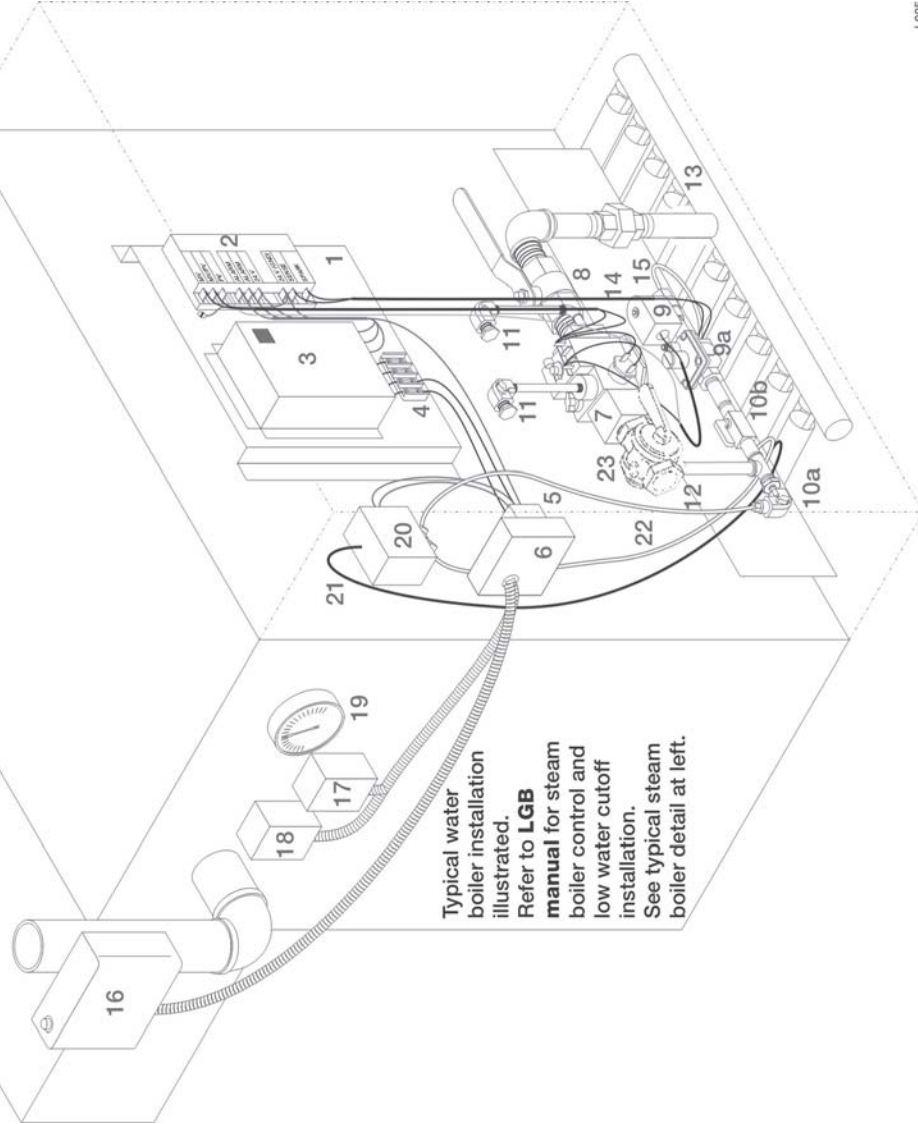 Typical water
boiler installation
illustrated.
Refer to LGB
manual for steam
boiler control and
low water cutoff
installation.
See typical steam
boiler detail at left.
16
18
17
19
21
20
6
5
22
3
4
2
1
11
11
7
23
12
8
14
15
9
9a
10b
10a
13